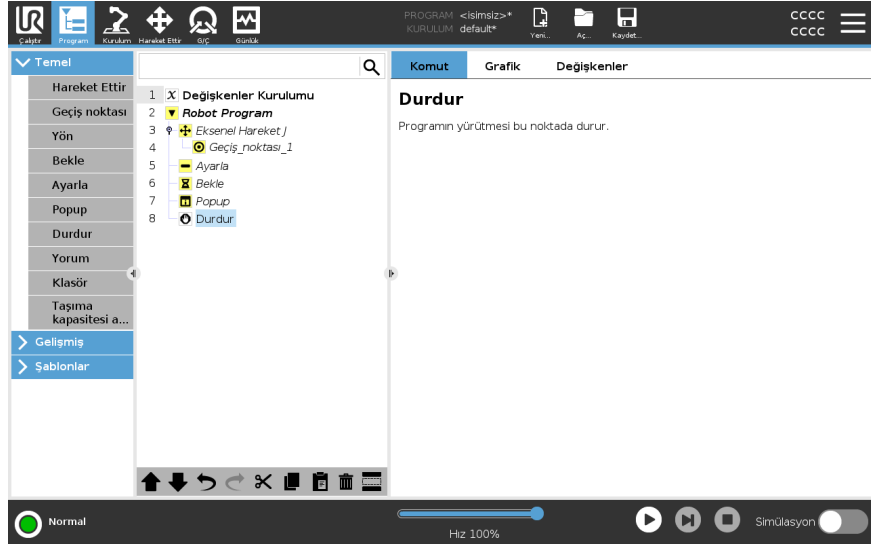 UR
PROGRAM <isimsiz>*
KURULUM default*
Çalıştır Program Kurulum Hareket Ettir G/Ç Günlük
Yeni... Aç... Kaydet...
CCCC
CCCC
Temel
Hareket Ettir
Geçiş noktası
Yön
Bekle
Ayarla
Popup
Durdur
Yorum
Klasör
Taşıma
kapasitesi a...
Gelişmiş
Şablonlar
1 X Değişkenler Kurulumu
2 Robot Program
3 Eksenel Hareket J
4 Geçiş_noktası_1
5 Ayarla
6 Bekle
7 Popup
8 Durdur
Komut Grafik Değişkenler
Durdur
Programın yürütmesi bu noktada durur.
Normal
Hız 100%
Simülasyon